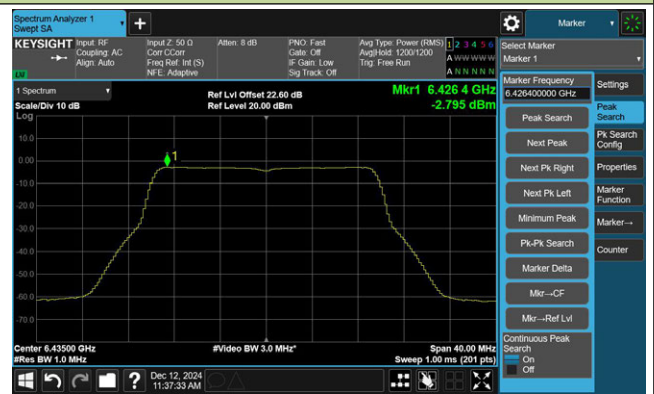 Spectrum Analyzer 1
Swept SA
+
Marker
KEYSIGHT
Input: RF
Coupling: AC
Align: Auto
Input Z: 50 Ω
Corr CCorr
Freq Ref: Int (S)
NFE: Adaptive
Atten: 8 dB
PNO: Fast
Gate: Off
IF Gain: Low
Sig Track: Off
Avg Type: Power (RMS)
Avg|Hold: 1200/1200
Trig: Free Run
1 2 3 4 5 6
A W W W W W
A N N N N N
Select Marker
Marker 1
1 Spectrum
Scale/Div 10 dB
Log
Ref Lvl Offset 22.60 dB
Ref Level 20.00 dBm
Mkr1 6.426 4 GHz
-2.795 dBm
10.0
0.00
-10.0
-20.0
-30.0
-40.0
-50.0
-60.0
-70.0
1
Center 6.43500 GHz
#Res BW 1.0 MHz
#Video BW 3.0 MHz*
Span 40.00 MHz
Sweep 1.00 ms (201 pts)
Marker Frequency
6.426400000 GHz
Peak Search
Next Peak
Next Pk Right
Next Pk Left
Minimum Peak
Pk-Pk Search
Marker Delta
Mkr→CF
Mkr→Ref Lvl
Continuous Peak
Search
On
Off
Settings
Peak
Search
Pk Search
Config
Properties
Marker
Function
Marker→
Counter
?
Dec 12, 2024
11:37:33 AM